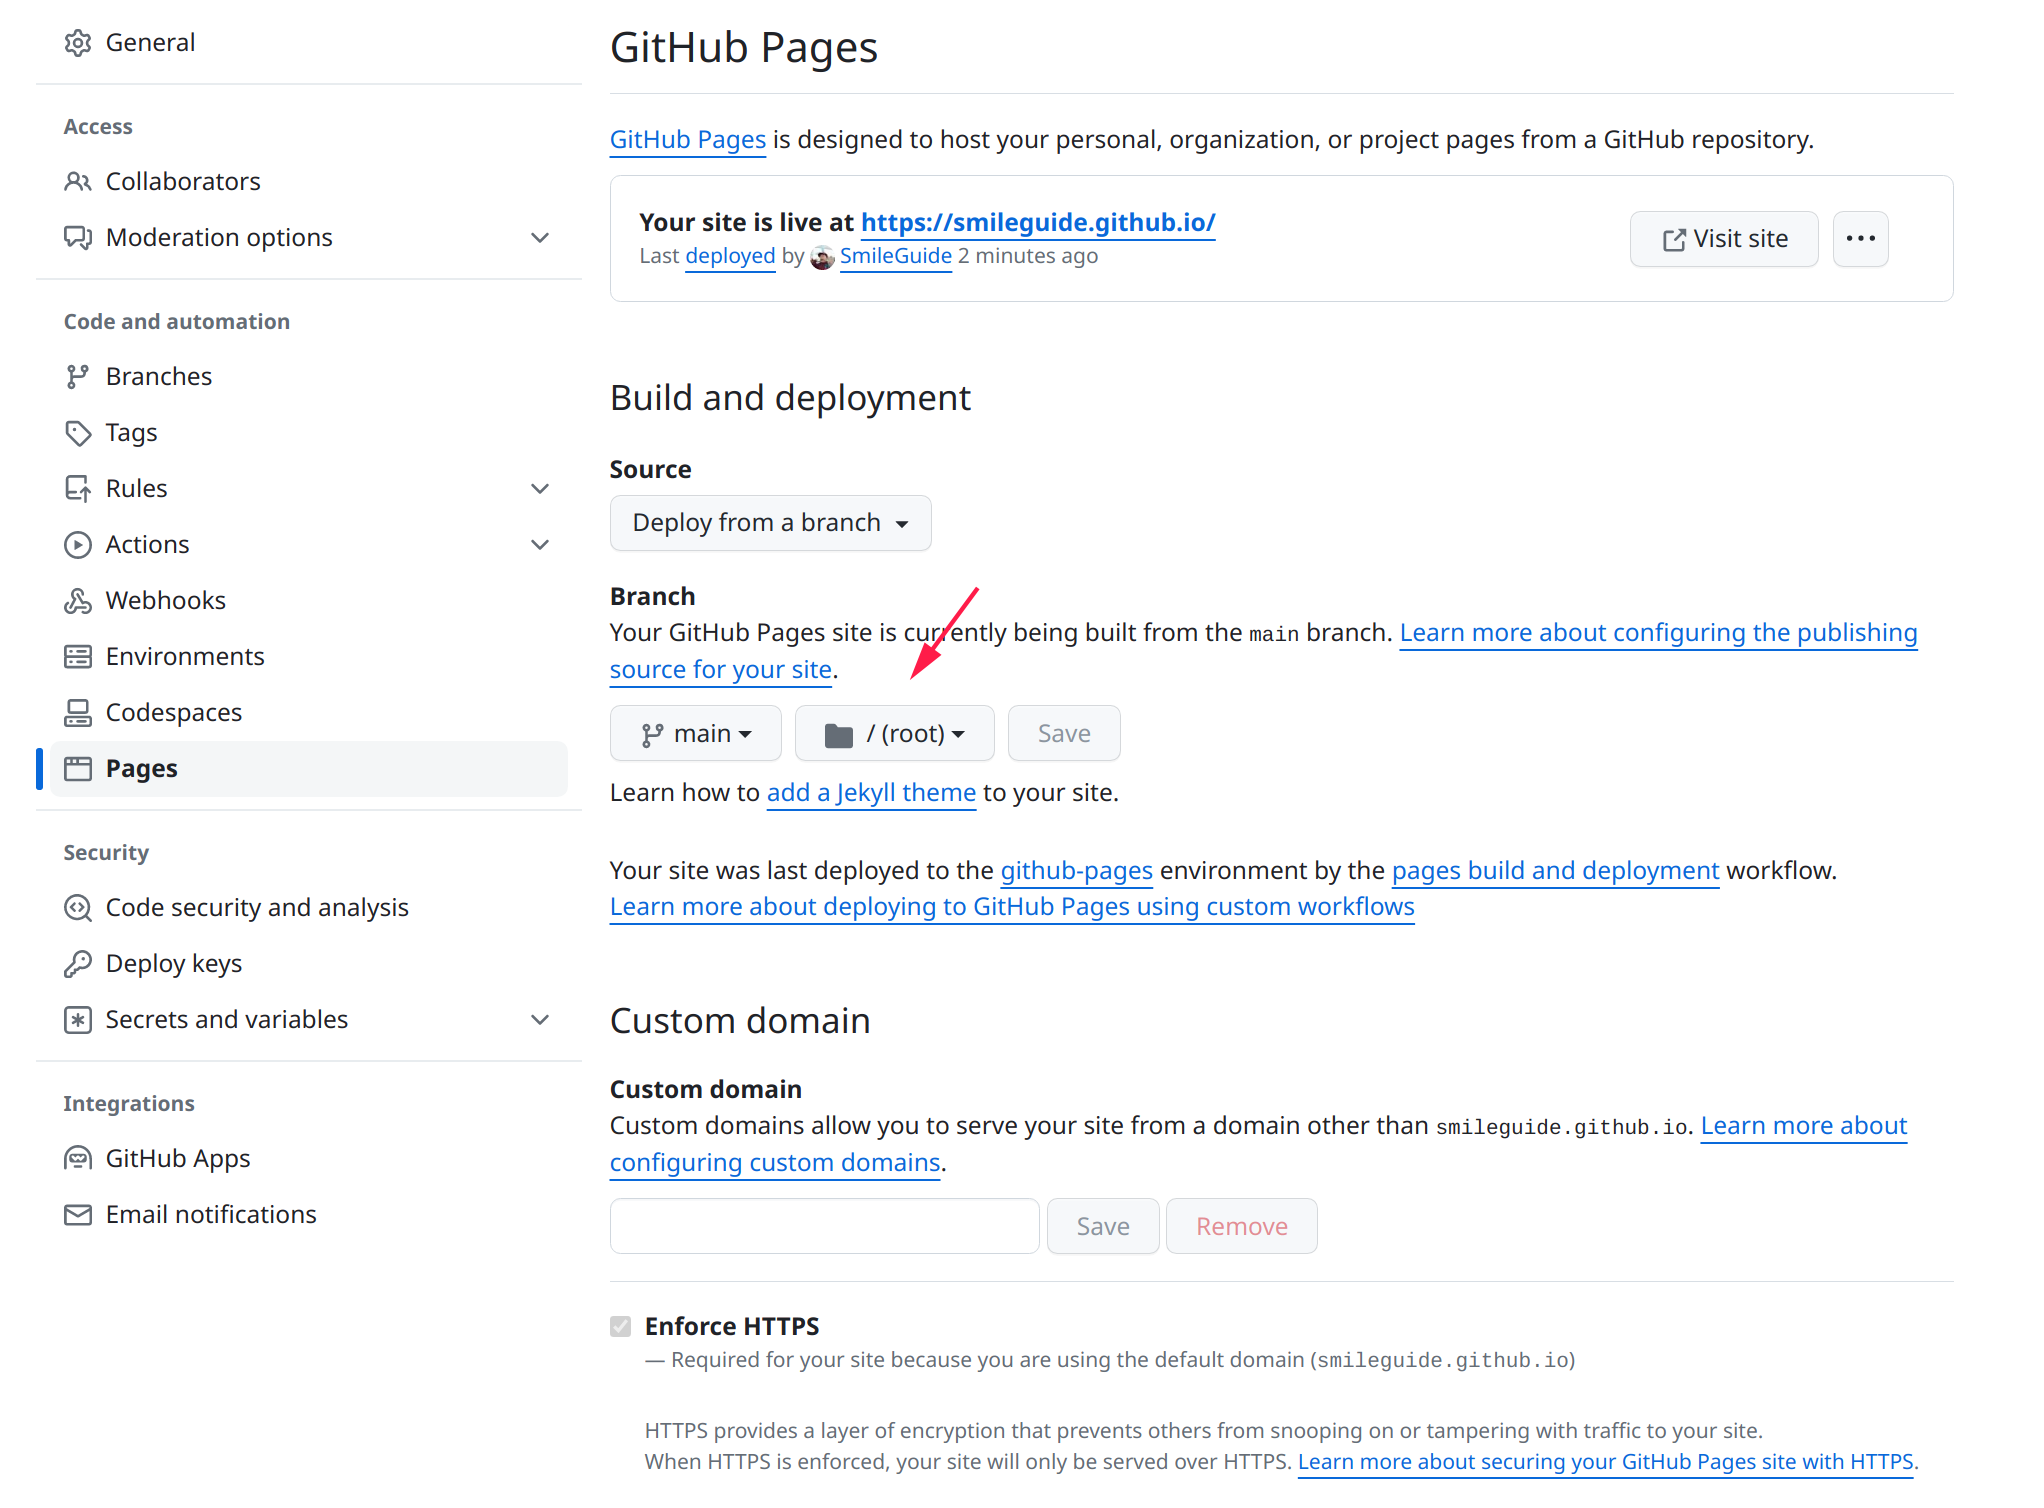 General
Access
Collaborators
Moderation options
Code and automation
Branches
Tags
Rules
Actions
Webhooks
Environments
Codespaces
Pages
Security
Code security and analysis
Deploy keys
Secrets and variables
Integrations
GitHub Apps
Email notifications
GitHub Pages
GitHub Pages is designed to host your personal, organization, or project pages from a GitHub repository.
Your site is live at https://smileguide.github.io/
Last deployed by SmileGuide 2 minutes ago
Visit site
Build and deployment
Source
Deploy from a branch
Branch
Your GitHub Pages site is currently being built from the main branch. Learn more about configuring the publishing
source for your site.
main / (root) Save
Learn how to add a Jekyll theme to your site.
Your site was last deployed to the github-pages environment by the pages build and deployment workflow.
Learn more about deploying to GitHub Pages using custom workflows
Custom domain
Custom domain
Custom domains allow you to serve your site from a domain other than smileguide.github.io. Learn more about
configuring custom domains.
Save Remove
Enforce HTTPS
— Required for your site because you are using the default domain (smileguide.github.io)
HTTPS provides a layer of encryption that prevents others from snooping on or tampering with traffic to your site.
When HTTPS is enforced, your site will only be served over HTTPS. Learn more about securing your GitHub Pages site with HTTPS.